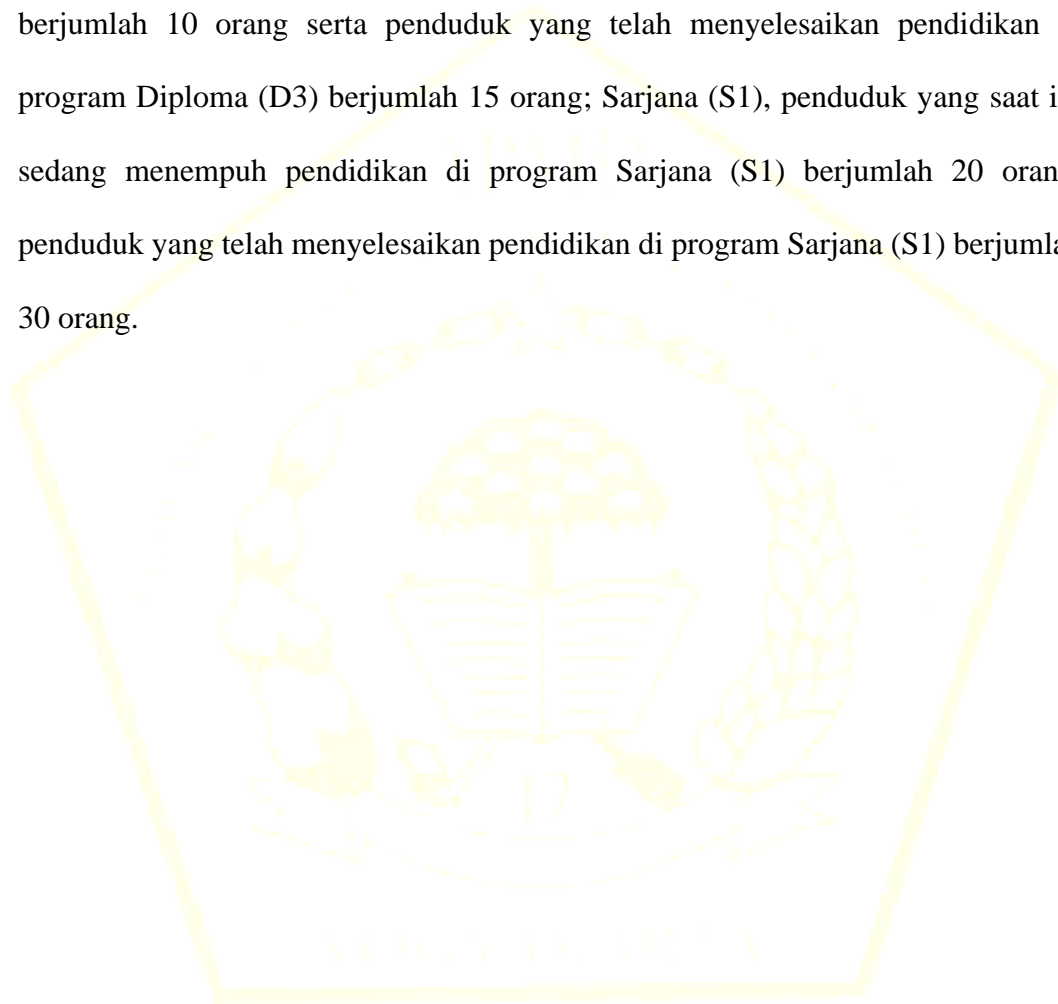 berjumlah 10 orang serta penduduk yang telah menyelesaikan pendidikan
program Diploma (D3) berjumlah 15 orang; Sarjana (S1), penduduk yang saat i
sedang menempuh pendidikan di program Sarjana (S1) berjumlah 20 oran
penduduk yang telah menyelesaikan pendidikan di program Sarjana (S1) berjumla
30 orang.